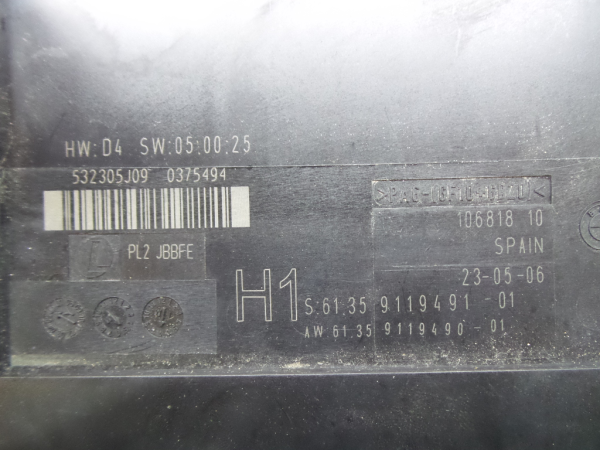 HW:D4 SW:05:00:25
532305J09 0375494
106818 10
PL2 JBBFE
SPAIN
23-05-06
H1 S:61.35 9119491-01
AW 61.35 9119490-01